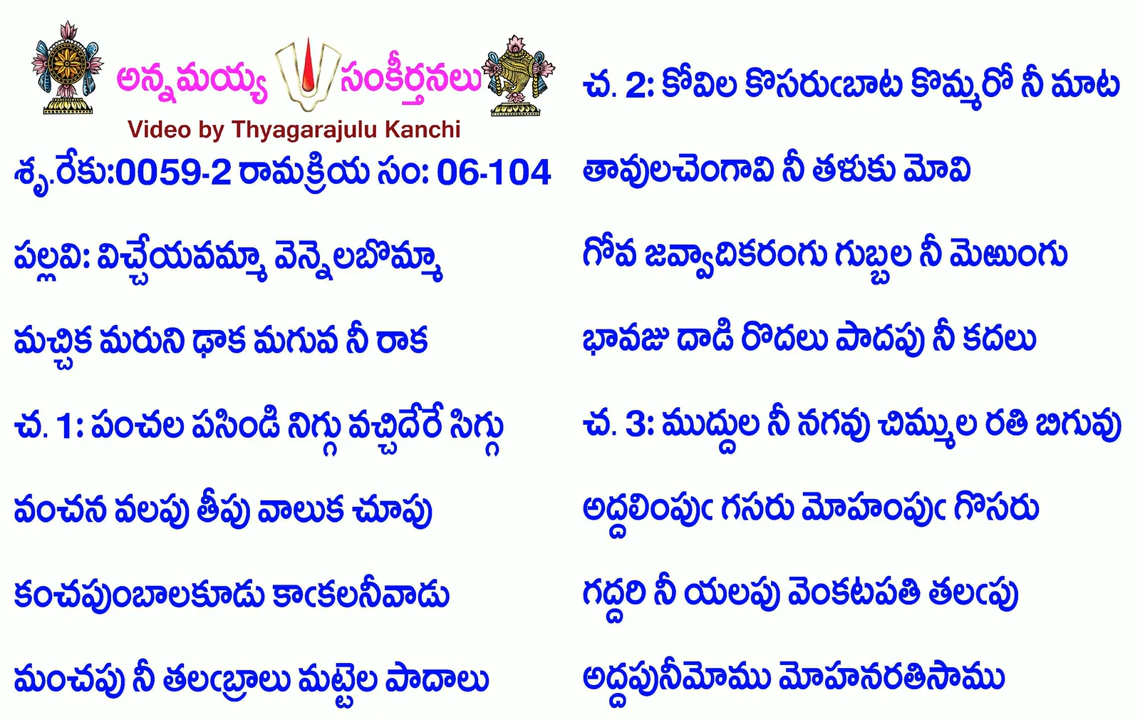 అన్నమయ్య సంకీర్తనలు
Video by Thyagarajulu Kanchi
శృ.రేకు:0059-2 రామక్రియ సం: 06-104
పల్లవి: విచ్చేయవమ్మా వెన్నెలబొమ్మా
మచ్చిక మరుని ఢాక మగువ నీ రాక
చ. 1: పంచల పసిండి నిగ్గు వచ్చిదేరే సిగ్గు
వంచన వలపు తీపు వాలుక చూపు
కంచపుంబాలకూడు కాఁకలనీవాడు
మంచపు నీ తలఁబ్రాలు మట్టెల పాదాలు
చ. 2: కోవిల కొసరుఁబాట కొమ్మరో నీ మాట
తావులచెంగావి నీ తళుకు మోవి
గోవ జవ్వాదికరంగు గుబ్బల నీ మెఱుంగు
భావజు దాడి రొదలు పాదపు నీ కదలు
చ. 3: ముద్దుల నీ నగవు చిమ్ముల రతి బిగువు
అద్దలింపుఁ గసరు మోహంపుఁ గొసరు
గద్దరి నీ యలపు వెంకటపతి తలఁపు
అద్దపునీమోము మోహనరతిసాము